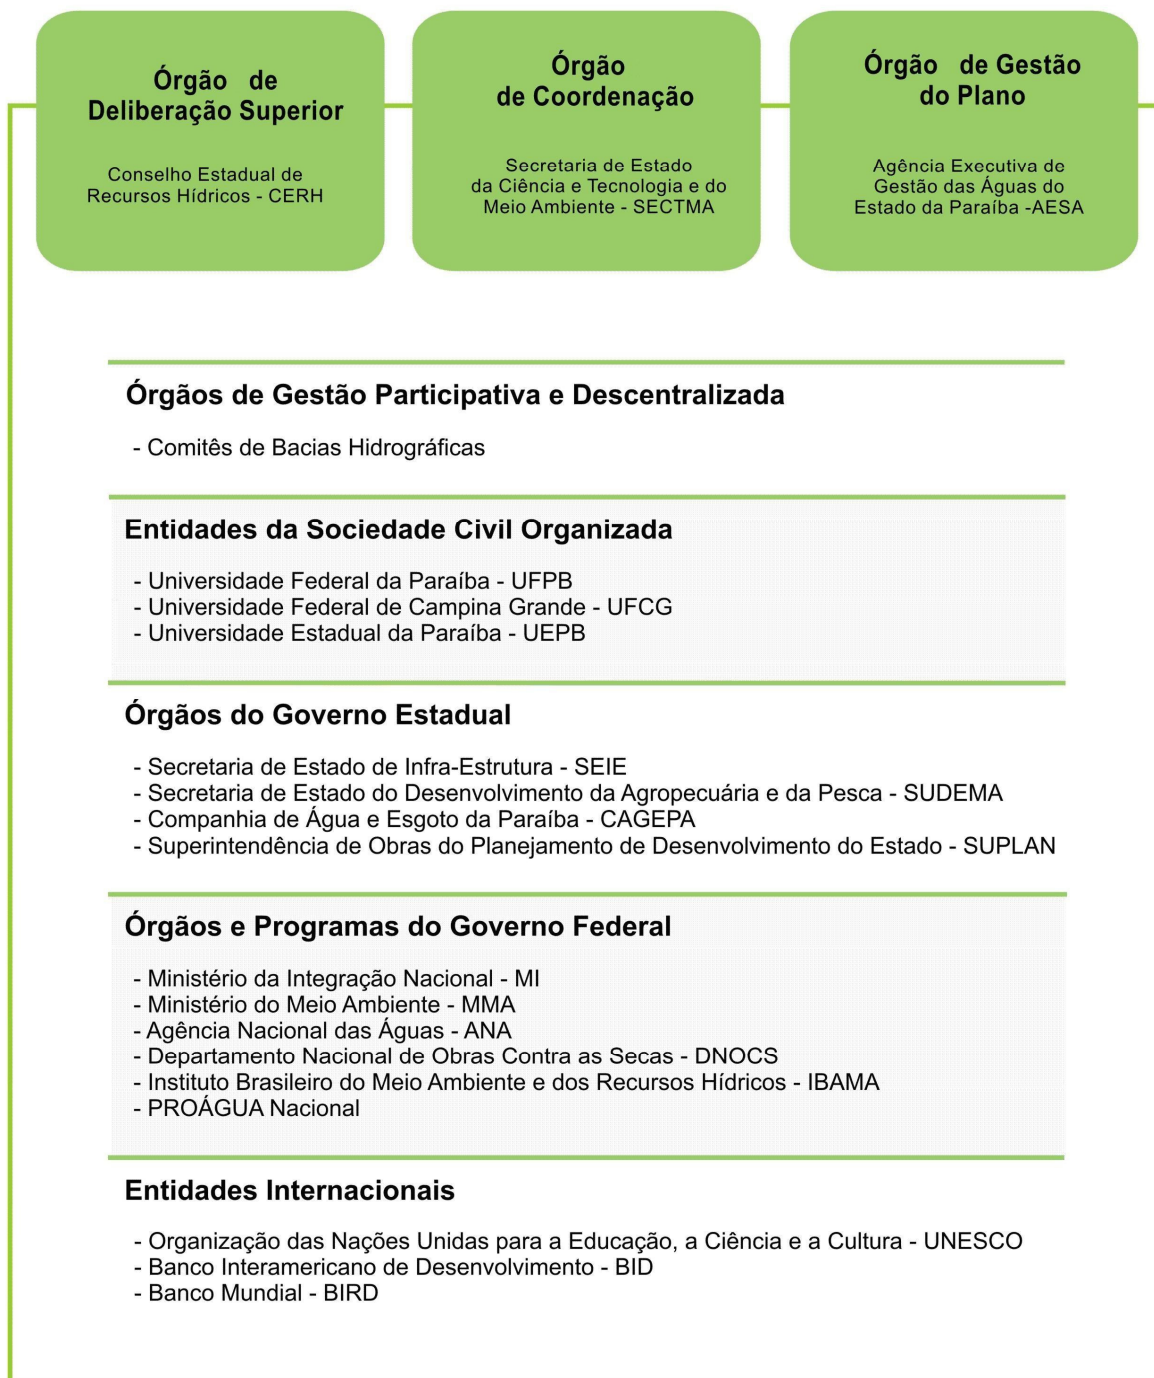 Órgão de
Deliberação Superior
Conselho Estadual de
Recursos Hídricos - CERH
Órgão
de Coordenação
Secretaria de Estado
da Ciência e Tecnologia e do
Meio Ambiente - SECTMA
Órgão de Gestão
do Plano
Agência Executiva de
Gestão das Águas do
Estado da Paraíba -AESA
Órgãos de Gestão Participativa e Descentralizada
- Comitês de Bacias Hidrográficas
Entidades da Sociedade Civil Organizada
- Universidade Federal da Paraíba - UFPB
- Universidade Federal de Campina Grande - UFCG
- Universidade Estadual da Paraíba - UEPB
Órgãos do Governo Estadual
- Secretaria de Estado de Infra-Estrutura - SEIE
- Secretaria de Estado do Desenvolvimento da Agropecuária e da Pesca - SUDEMA
- Companhia de Água e Esgoto da Paraíba - CAGEPA
- Superintendência de Obras do Planejamento de Desenvolvimento do Estado - SUPLAN
Órgãos e Programas do Governo Federal
- Ministério da Integração Nacional - MI
- Ministério do Meio Ambiente - MMA
- Agência Nacional das Águas - ANA
- Departamento Nacional de Obras Contra as Secas - DNOCS
- Instituto Brasileiro do Meio Ambiente e dos Recursos Hídricos - IBAMA
- PROÁGUA Nacional
Entidades Internacionais
- Organização das Nações Unidas para a Educação, a Ciência e a Cultura - UNESCO
- Banco Interamericano de Desenvolvimento - BID
- Banco Mundial - BIRD